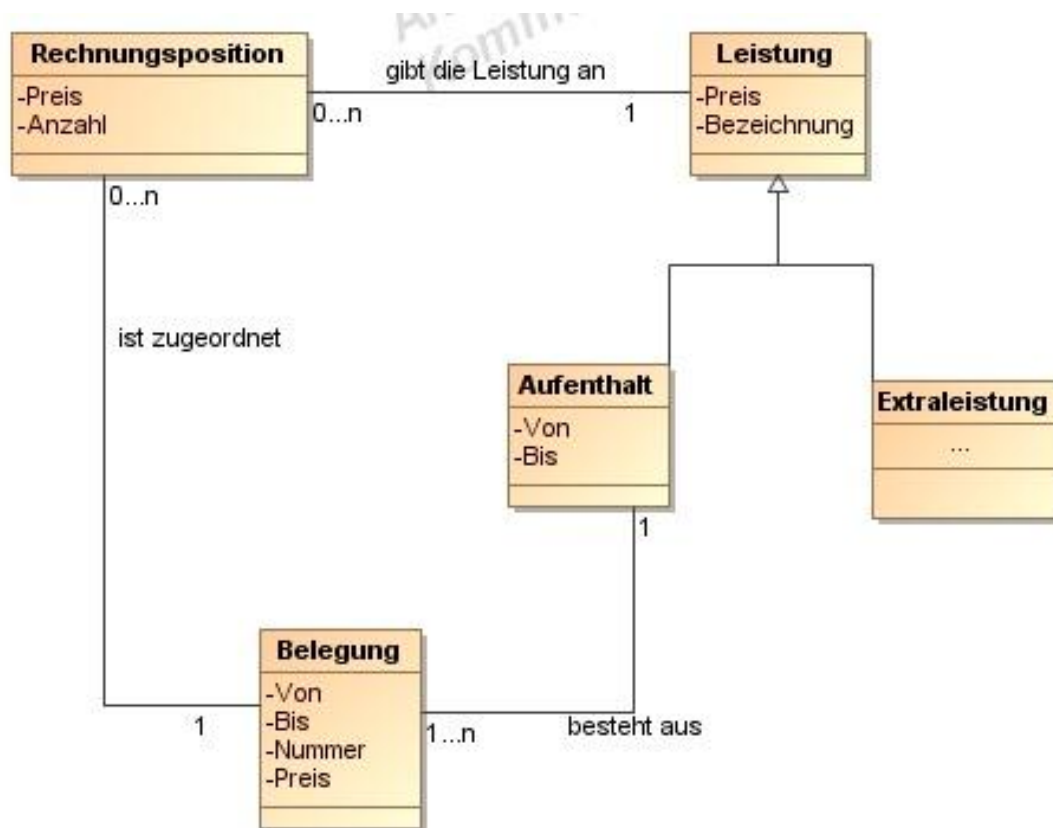 Rechnungsposition
-Preis
-Anzahl
gibt die Leistung an
0...n
1
Leistung
-Preis
-Bezeichnung
0...n
ist zugeordnet
Aufenthalt
-Von
-Bis
1
Extraleistung
...
Belegung
-Von
-Bis
-Nummer
-Preis
1
1...n
besteht aus